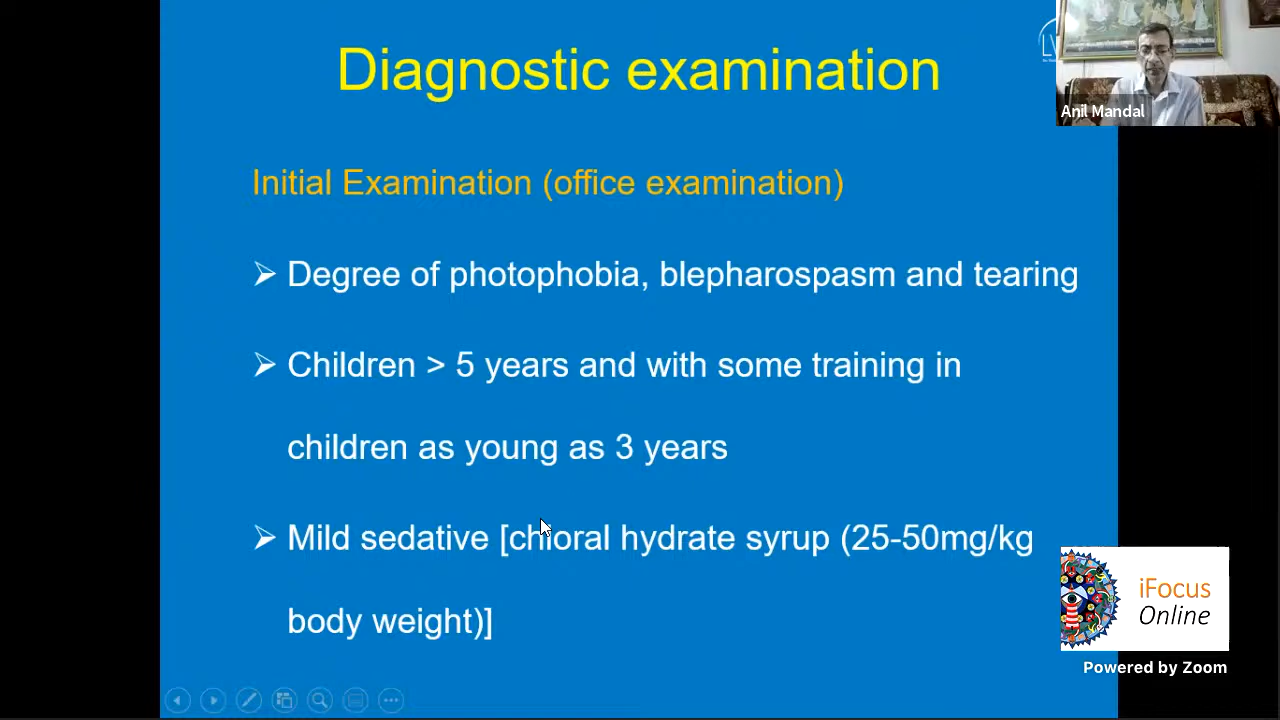 Diagnostic examination
Anil Mandal
Initial Examination (office examination)
➢ Degree of photophobia, blepharospasm and tearing
➢ Children > 5 years and with some training in
children as young as 3 years
➢ Mild sedative [chloral hydrate syrup (25-50mg/kg
body weight)]
iFocus
Online
Powered by Zoom